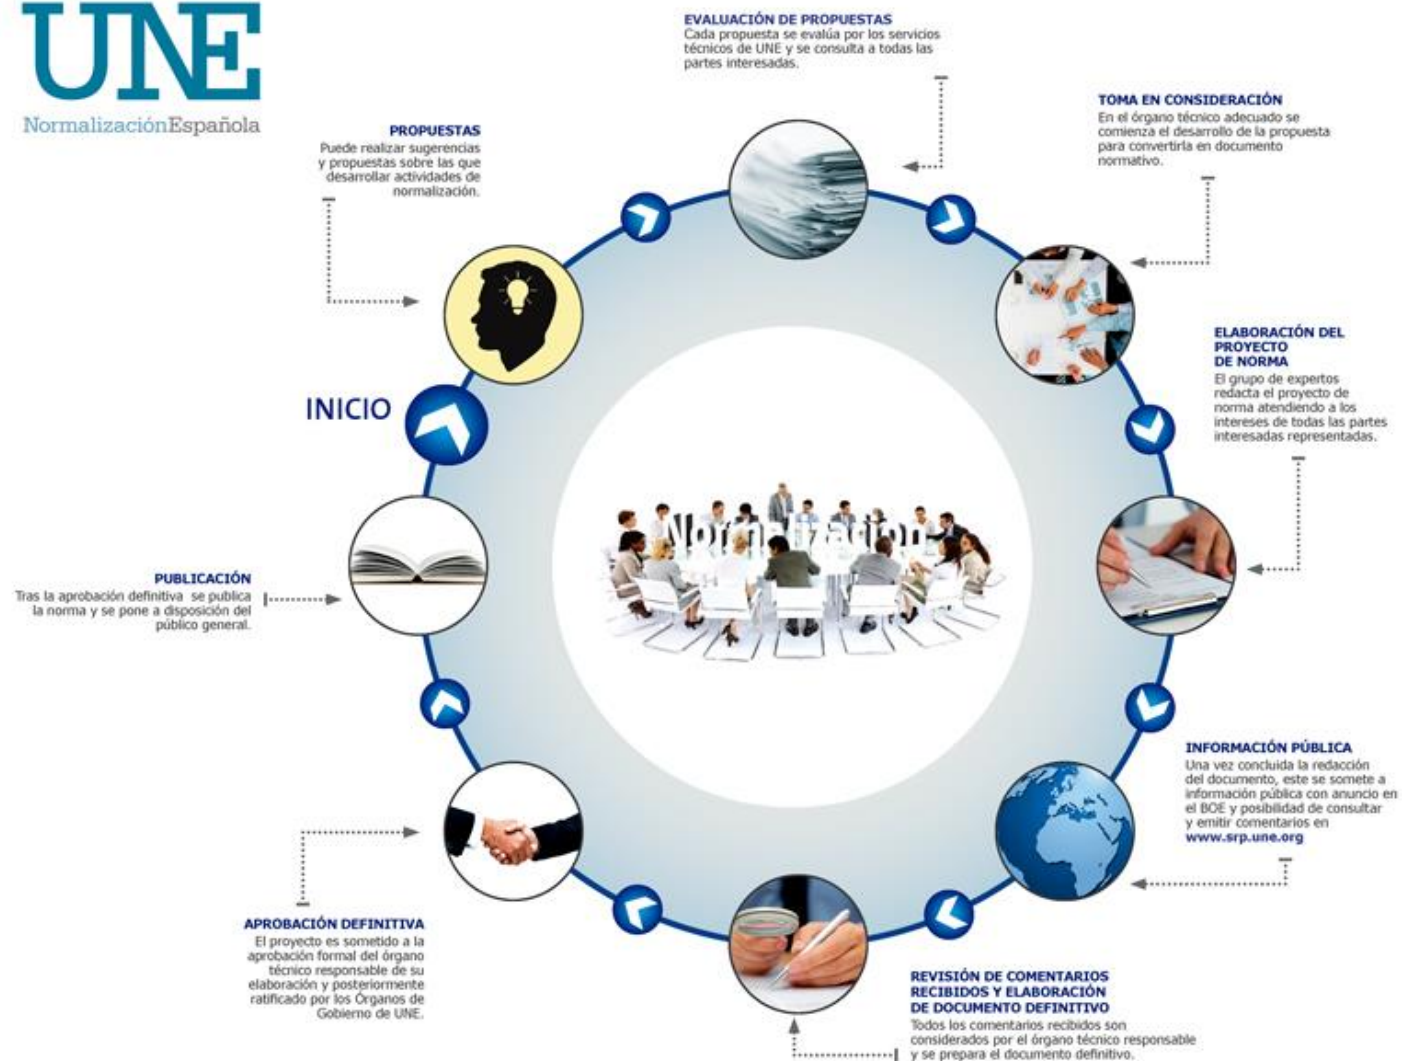 UNE
NormalizaciónEspañola
PROPUESTAS
Puede realizar sugerencias
y propuestas sobre las que
desarrollar actividades de
normalización.
EVALUACIÓN DE PROPUESTAS
Cada propuesta se evalúa por los servicios
técnicos de UNE y se consulta a todas las
partes interesadas.
TOMA EN CONSIDERACIÓN
En el órgano técnico adecuado se
comienza el desarrollo de la propuesta
para convertirla en documento
normativo.
ELABORACIÓN DEL
PROYECTO
DE NORMA
El grupo de expertos
redacta el proyecto de
norma atendiendo a los
intereses de todas las partes
interesadas representadas.
INFORMACIÓN PÚBLICA
Una vez concluida la redacción
del documento, este se somete a
información pública con anuncio en
el BOE y posibilidad de consultar
y emitir comentarios en
www.srp.une.org
REVISIÓN DE COMENTARIOS
RECIBIDOS Y ELABORACIÓN
DE DOCUMENTO DEFINITIVO
Todos los comentarios recibidos son
considerados por el órgano técnico responsable
y se prepara el documento definitivo.
APROBACIÓN DEFINITIVA
El proyecto es sometido a la
aprobación formal del órgano
técnico responsable de su
elaboración y posteriormente
ratificado por los Órganos de
Gobierno de UNE.
PUBLICACIÓN
Tras la aprobación definitiva se publica
la norma y se pone a disposición del
público general.
INICIO
Normalización